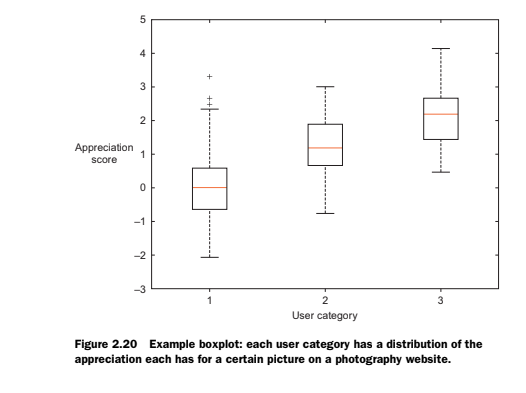 5
4
3
2
Appreciation
score
1
0
–1
–2
–3
1 2 3
User category
Figure 2.20 Example boxplot: each user category has a distribution of the
appreciation each has for a certain picture on a photography website.